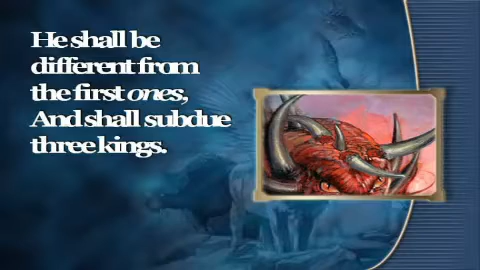 He shall be
different from
the first ones,
And shall subdue
three kings.